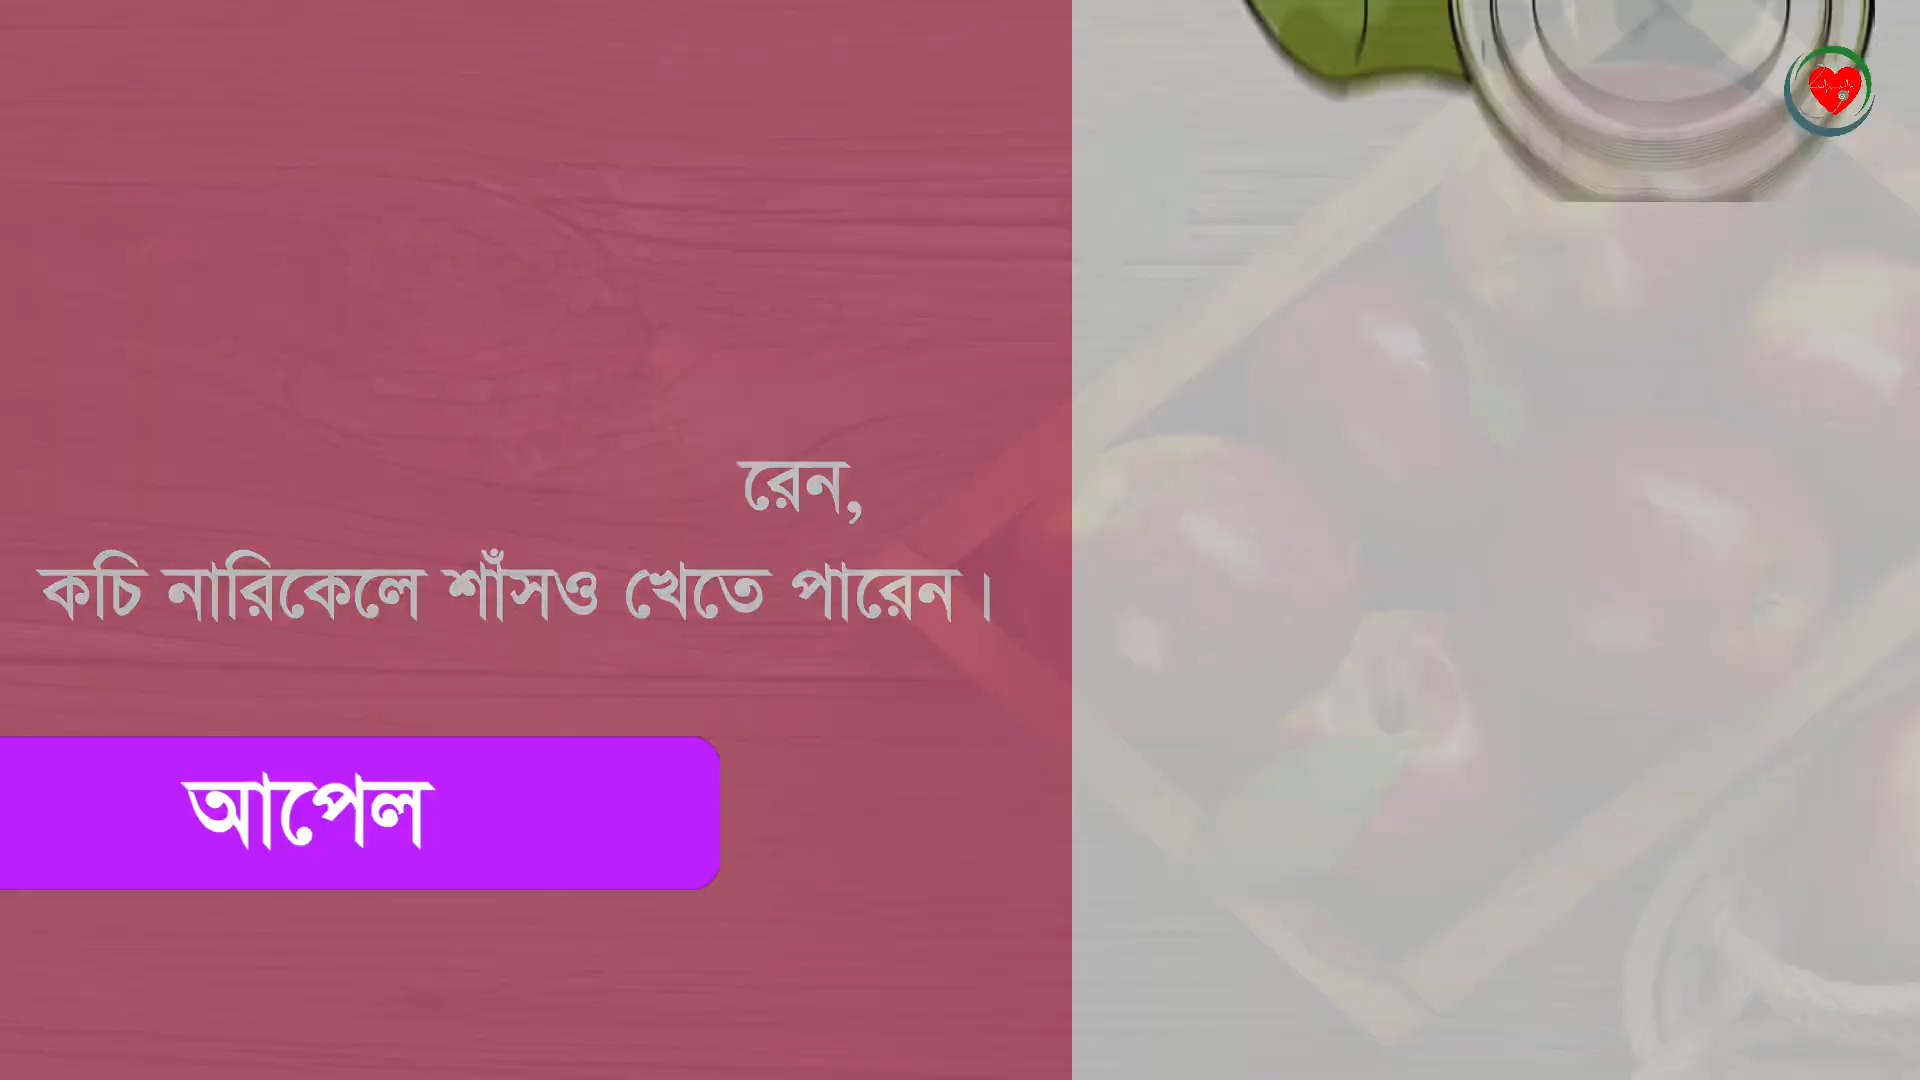 রেন,
কচি নারিকেলে শাঁসও খেতে পারেন।
আপেল